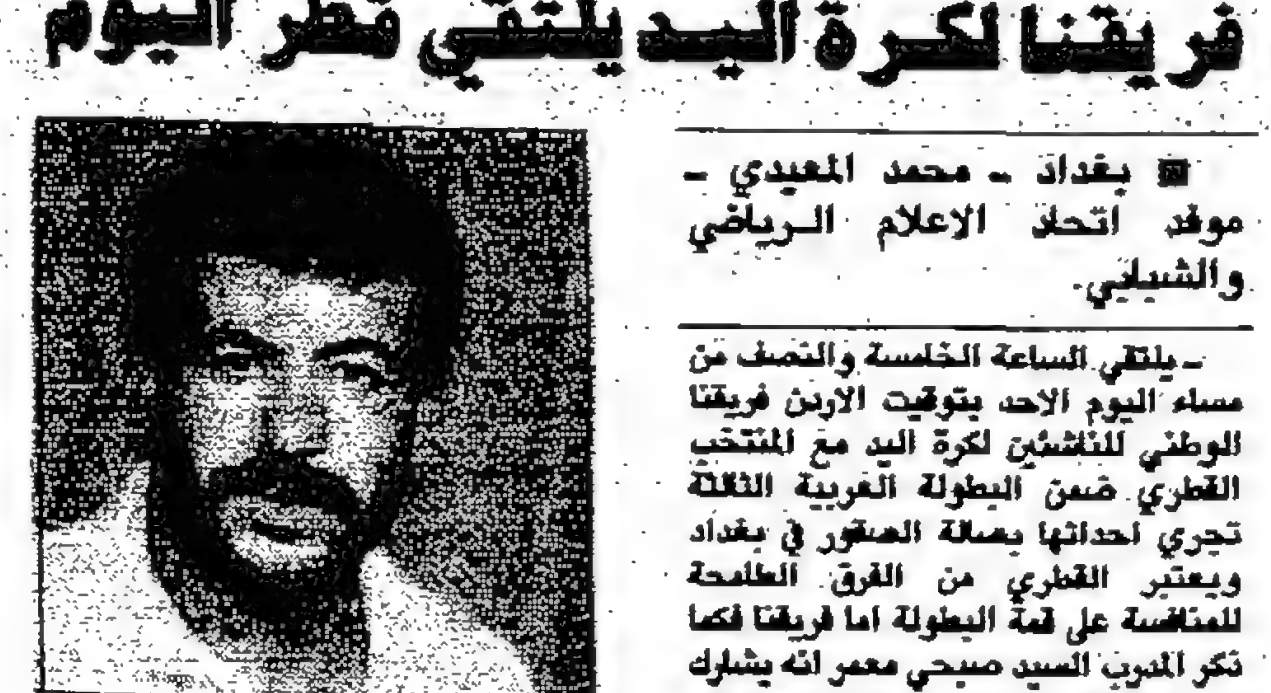 فريقنا لكرة اليد يلتقي قطر اليوم
بغداد - محمد المعيدي -
موفد اتحاد الاعلام الرياضي
والشبابي.
- يلتقي الساعة الخامسة والنصف من
مساء اليوم الاحد بتوقيت الاردن فريقنا
الوطني للناشئين لكرة اليد مع المنتخب
القطري ضمن البطولة العربية الثالثة
تجري احداثها بصالة الصقور في بغداد
ويعتبر القطري من الفرق الطامحة
للمنافسة على قمة البطولة اما فريقنا فكما
ذكر المدرب السيد صبحي معمر انه يشارك